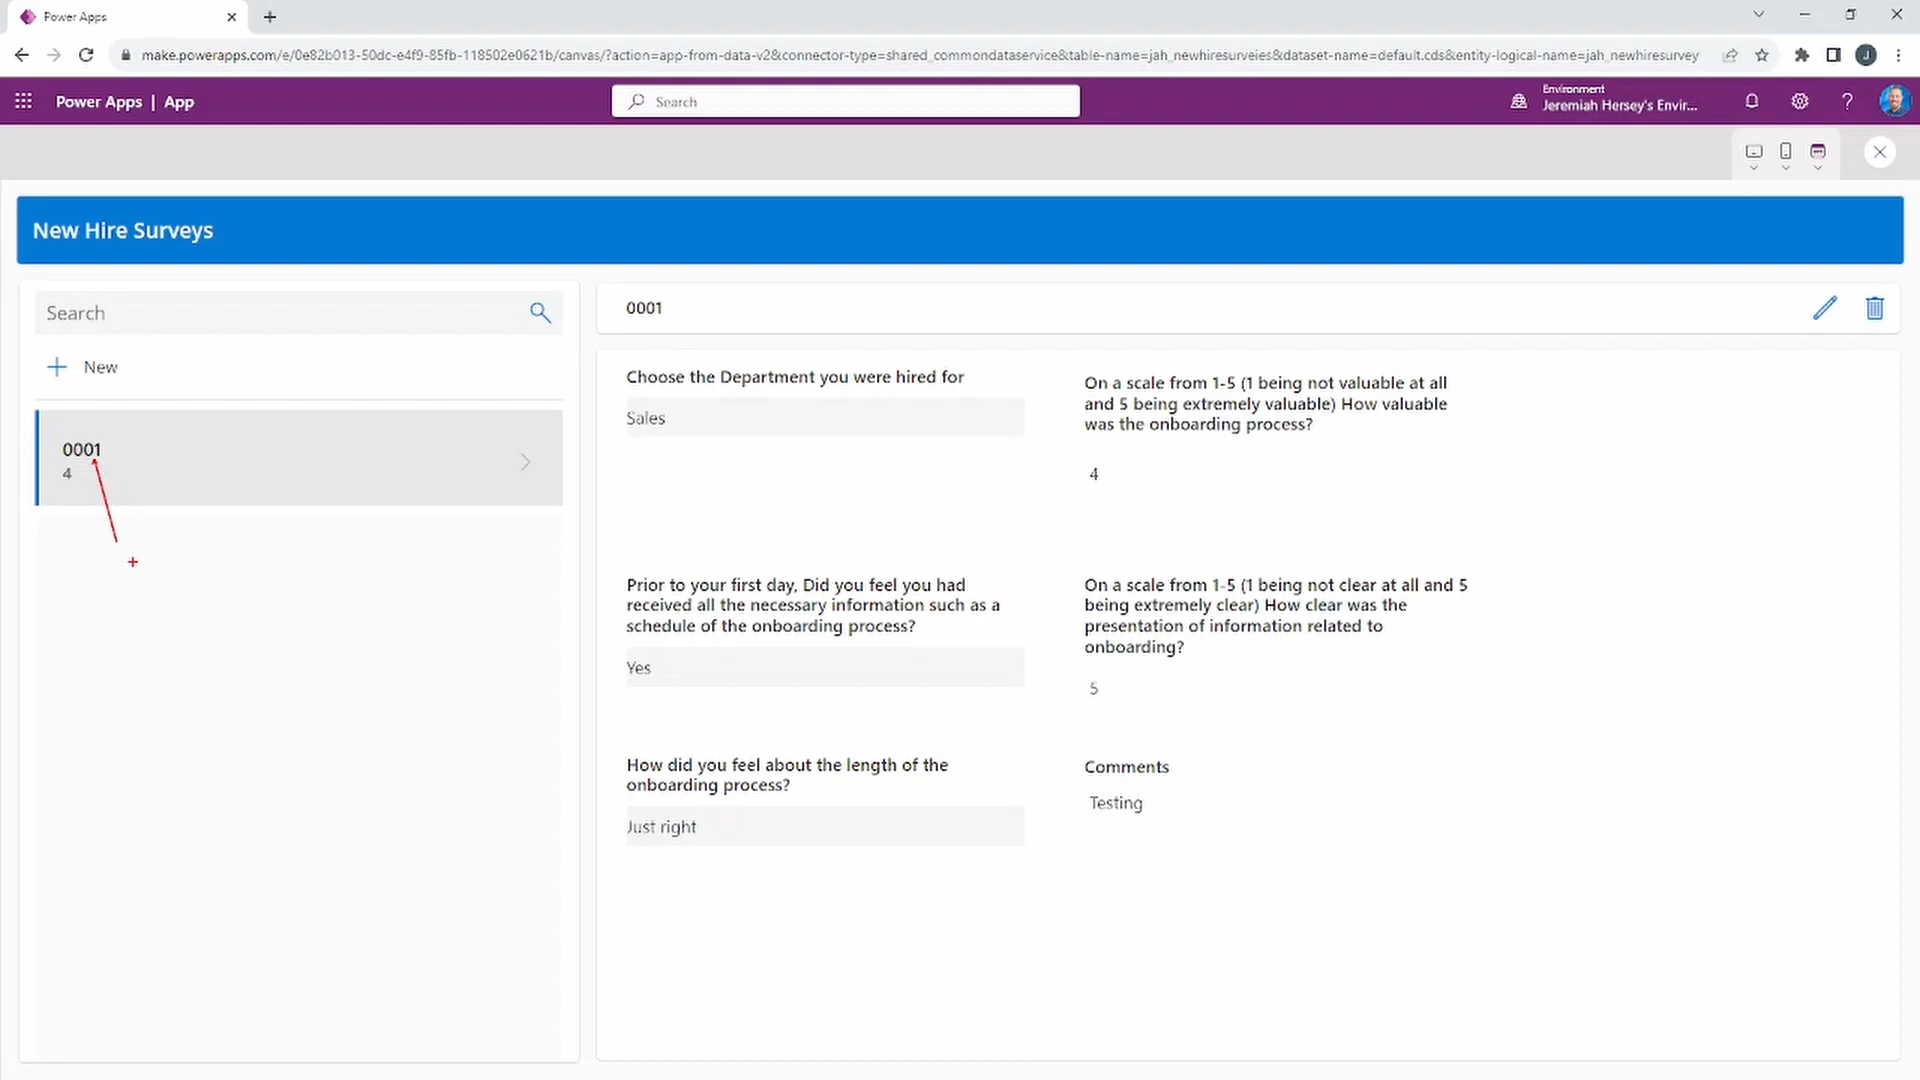 Power Apps
make.powerapps.com/e/0e82b013-50dc-e4f9-85fb-118502e0621b/canvas/?action=app-from-data-v2&connector-type=shared_commondataservice&table-name=jah_newhiresurveies&dataset-name=default.cds&entity-logical-name=jah_newhiresurvey
J
Power Apps | App
Search
Environment
Jeremiah Hersey's Envir...
?
New Hire Surveys
Search
New
0001
4
0001
Choose the Department you were hired for
Sales
On a scale from 1-5 (1 being not valuable at all
and 5 being extremely valuable) How valuable
was the onboarding process?
4
Prior to your first day, Did you feel you had
received all the necessary information such as a
schedule of the onboarding process?
Yes
On a scale from 1-5 (1 being not clear at all and 5
being extremely clear) How clear was the
presentation of information related to
onboarding?
5
How did you feel about the length of the
onboarding process?
Just right
Comments
Testing